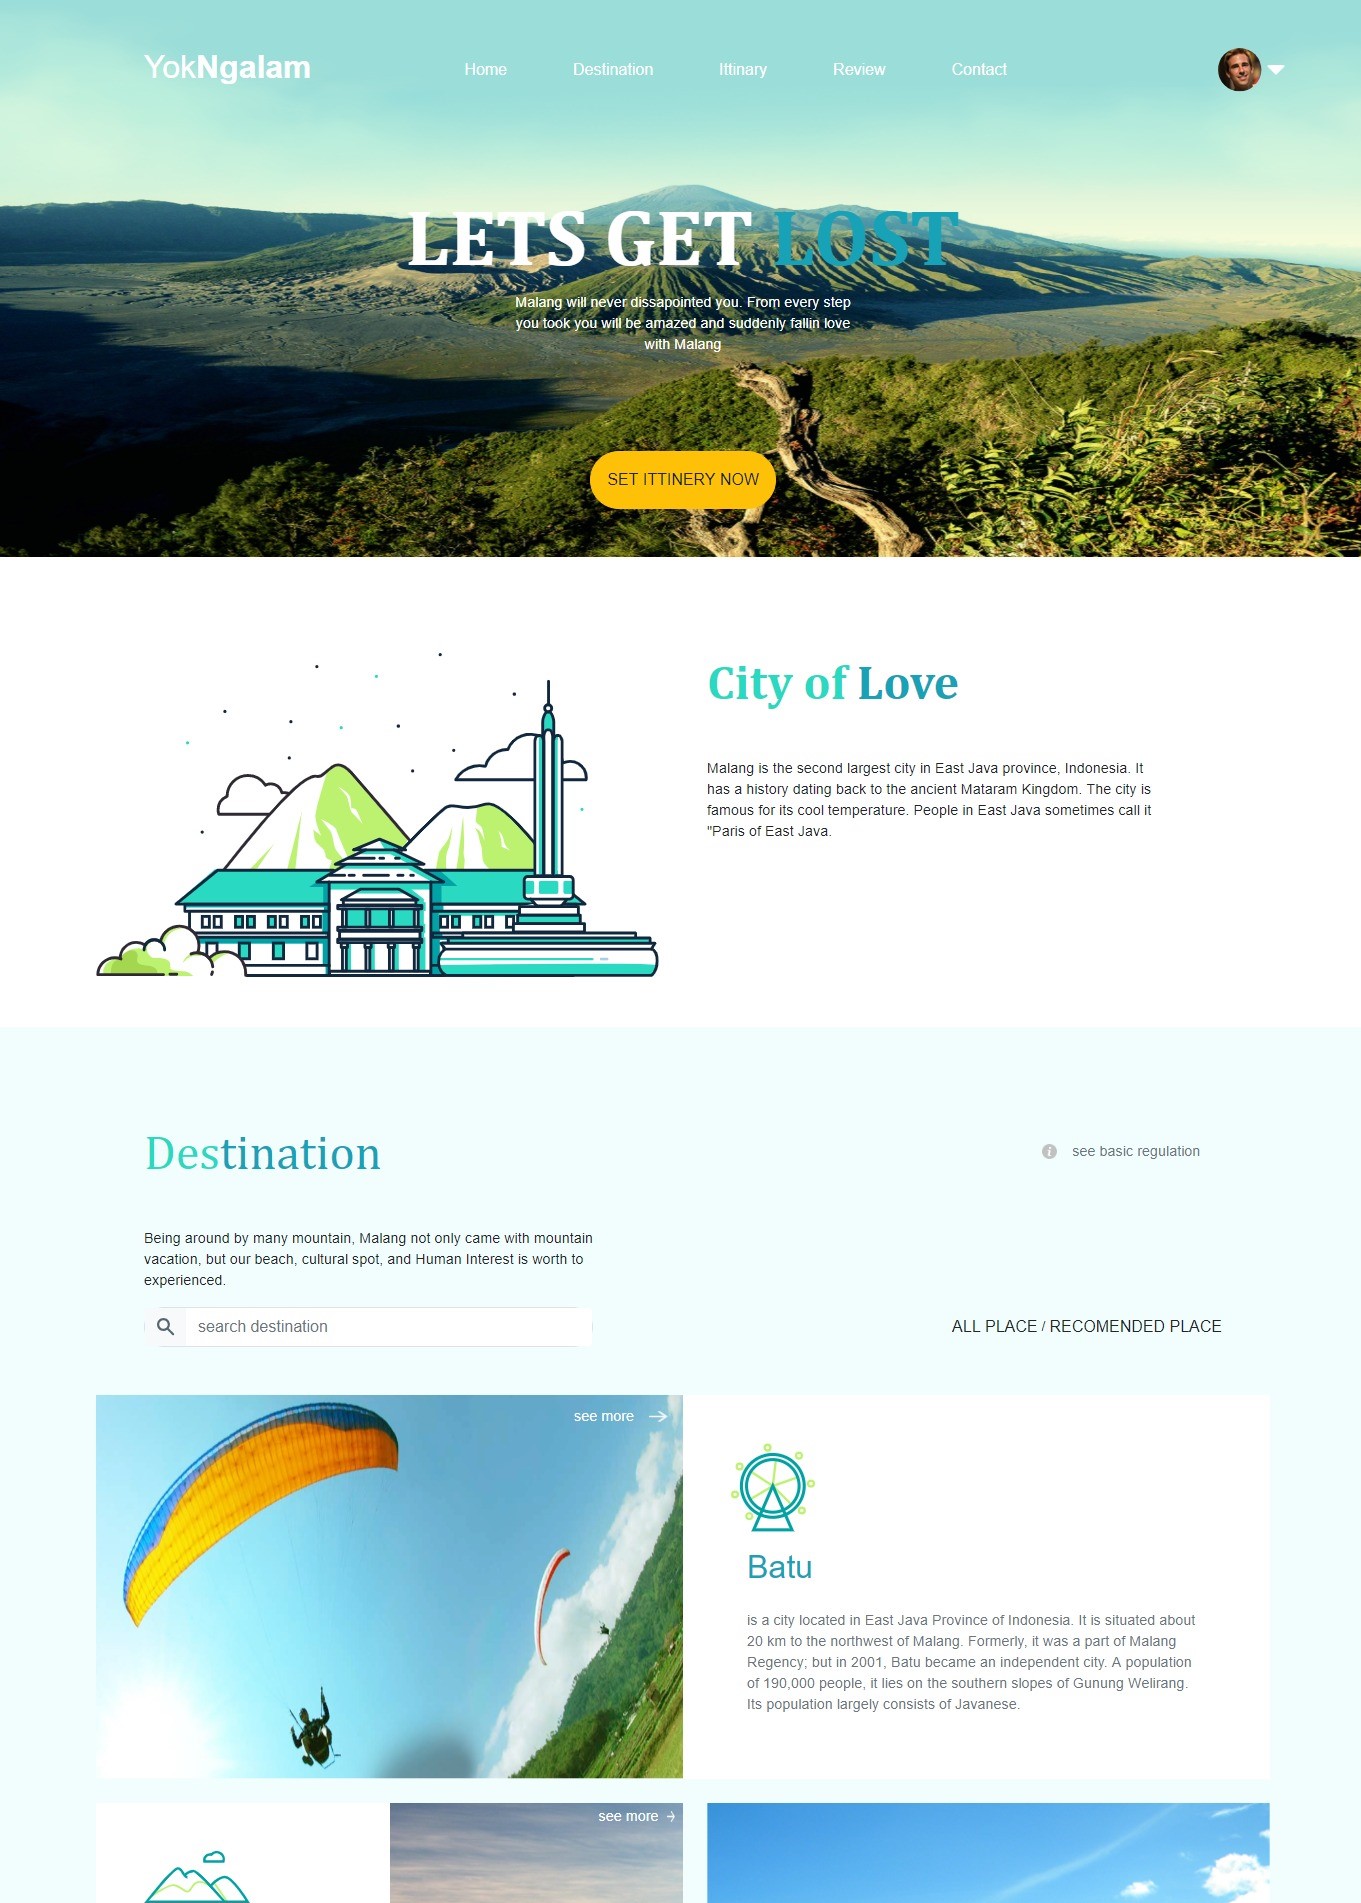 YokNgalam
Home
Destination
Ittinary
Review
Contact
LETS GET LOST
Malang will never dissapointed you. From every step
you took you will be amazed and suddenly fallin love
with Malang
SET ITTINERY NOW
City of Love
Malang is the second largest city in East Java province, Indonesia. It
has a history dating back to the ancient Mataram Kingdom. The city is
famous for its cool temperature. People in East Java sometimes call it
"Paris of East Java.
Destination
see basic regulation
Being around by many mountain, Malang not only came with mountain
vacation, but our beach, cultural spot, and Human Interest is worth to
experienced.
search destination
ALL PLACE / RECOMENDED PLACE
see more
Batu
is a city located in East Java Province of Indonesia. It is situated about
20 km to the northwest of Malang. Formerly, it was a part of Malang
Regency; but in 2001, Batu became an independent city. A population
of 190,000 people, it lies on the southern slopes of Gunung Welirang.
Its population largely consists of Javanese.
see more